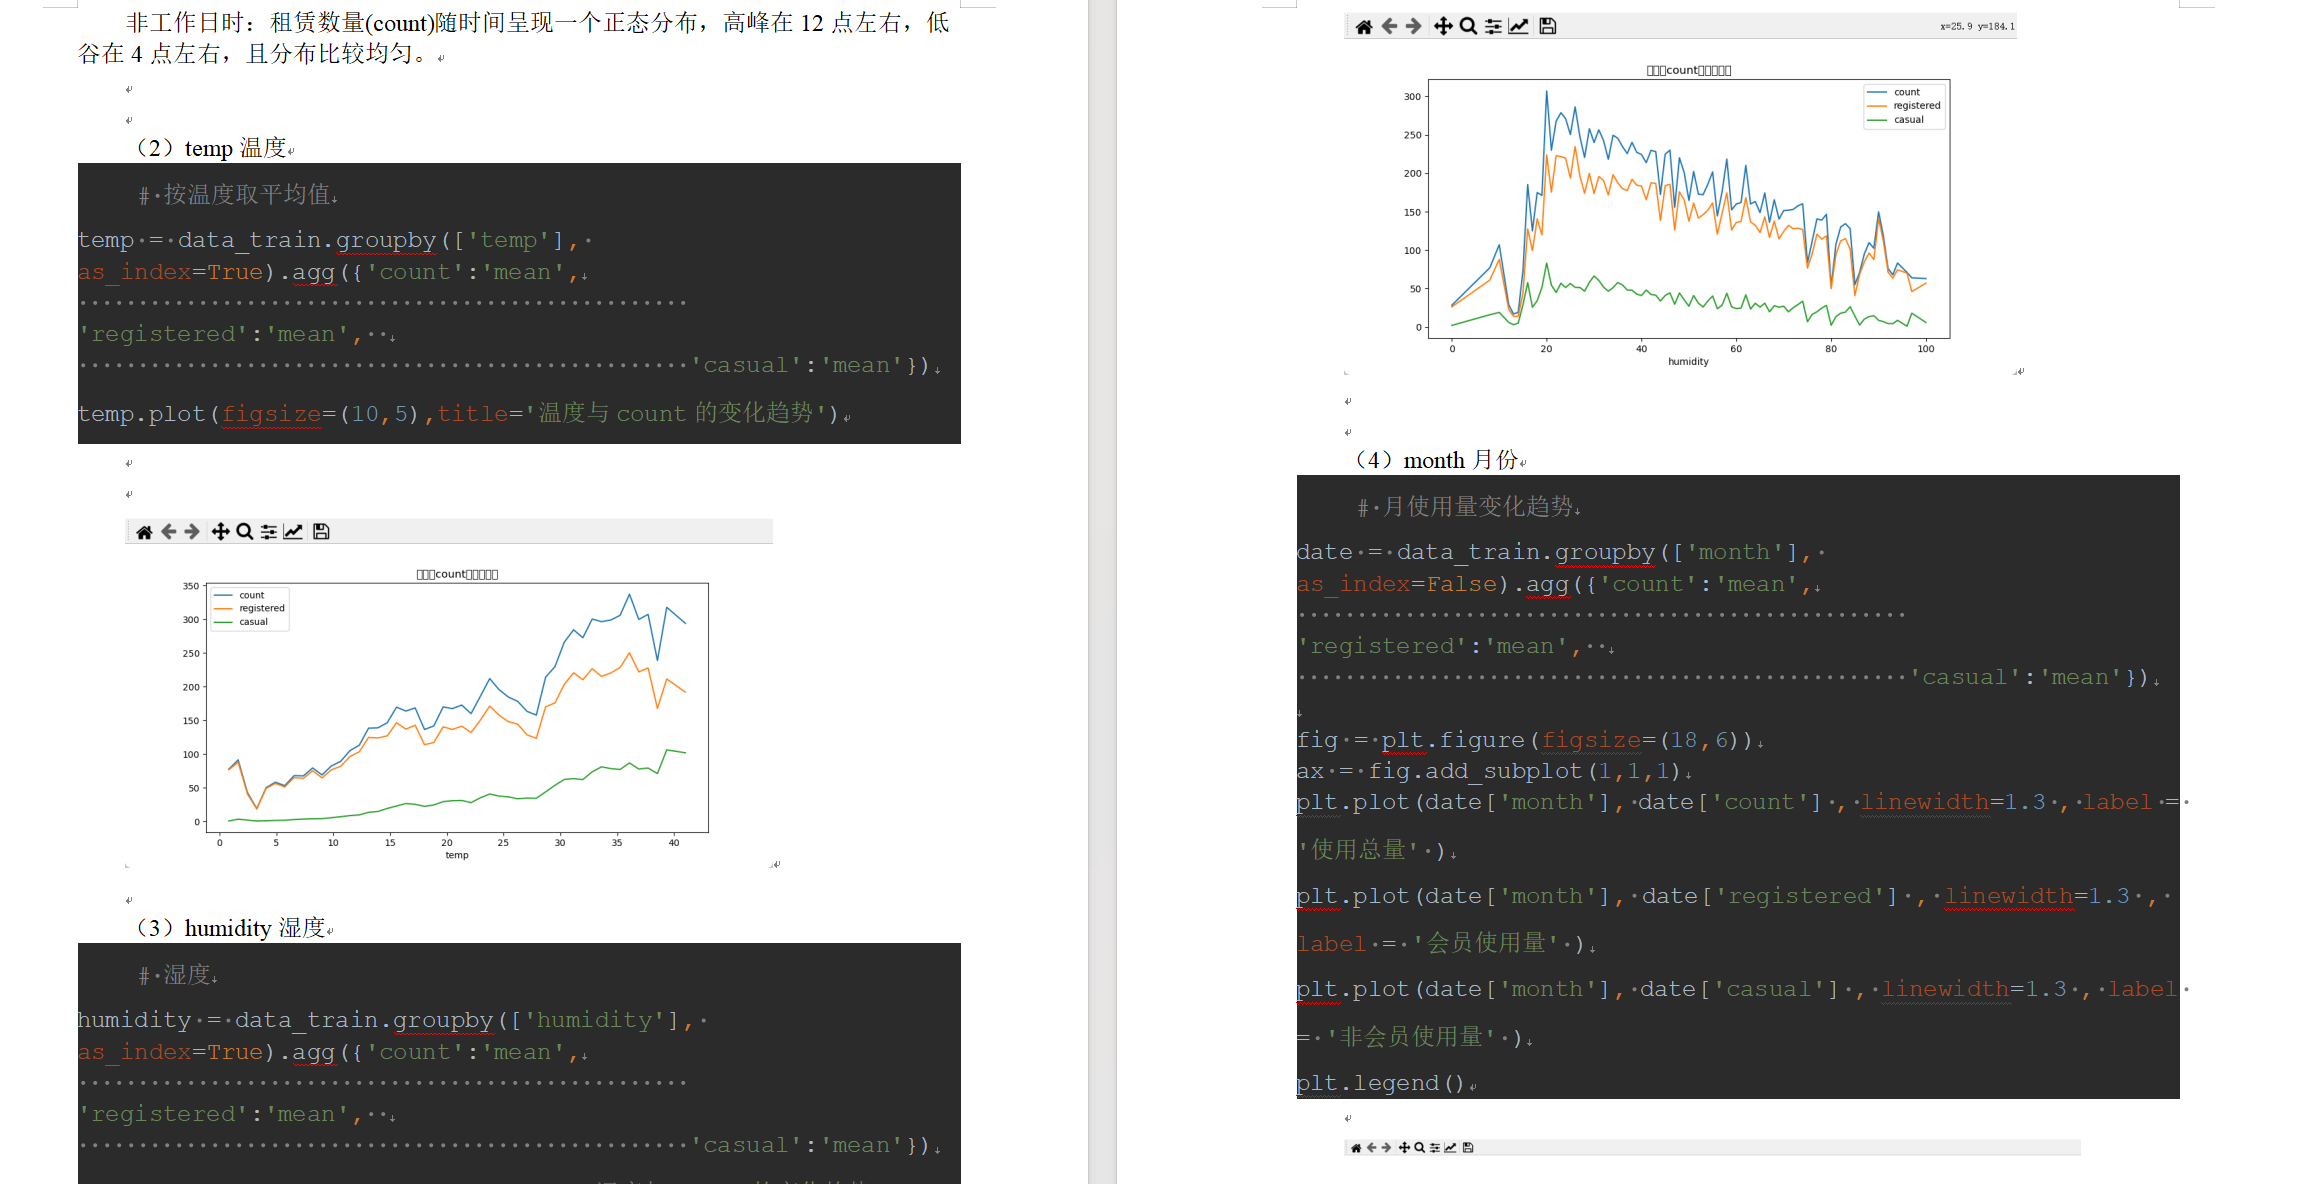 非工作日时：租赁数量(count)随时间呈现一个正态分布，高峰在 12 点左右，低
谷在 4 点左右，且分布比较均匀。
（2）temp 温度
# 按温度取平均值
temp = data_train.groupby(['temp'],
as_index=True).agg({'count':'mean',
'registered':'mean',
'casual':'mean'})
temp.plot(figsize=(10,5),title='温度与 count 的变化趋势')
□□□count□□□□□
350
300
250
200
150
100
50
0
count
registered
casual
0 5 10 15 20 25 30 35 40
temp
（3）humidity 湿度
# 湿度
humidity = data_train.groupby(['humidity'],
as_index=True).agg({'count':'mean',
'registered':'mean',
'casual':'mean'})
x=25.9 y=184.1
□□□count□□□□□
300
250
200
150
100
50
0
count
registered
casual
0 20 40 60 80 100
humidity
（4）month 月份
# 月使用量变化趋势
date = data_train.groupby(['month'],
as_index=False).agg({'count':'mean',
'registered':'mean',
'casual':'mean'})
fig = plt.figure(figsize=(18,6))
ax = fig.add_subplot(1,1,1)
plt.plot(date['month'], date['count'] , linewidth=1.3 , label =
'使用总量' )
plt.plot(date['month'], date['registered'] , linewidth=1.3 ,
label = '会员使用量' )
plt.plot(date['month'], date['casual'] , linewidth=1.3 , label
= '非会员使用量' )
plt.legend()